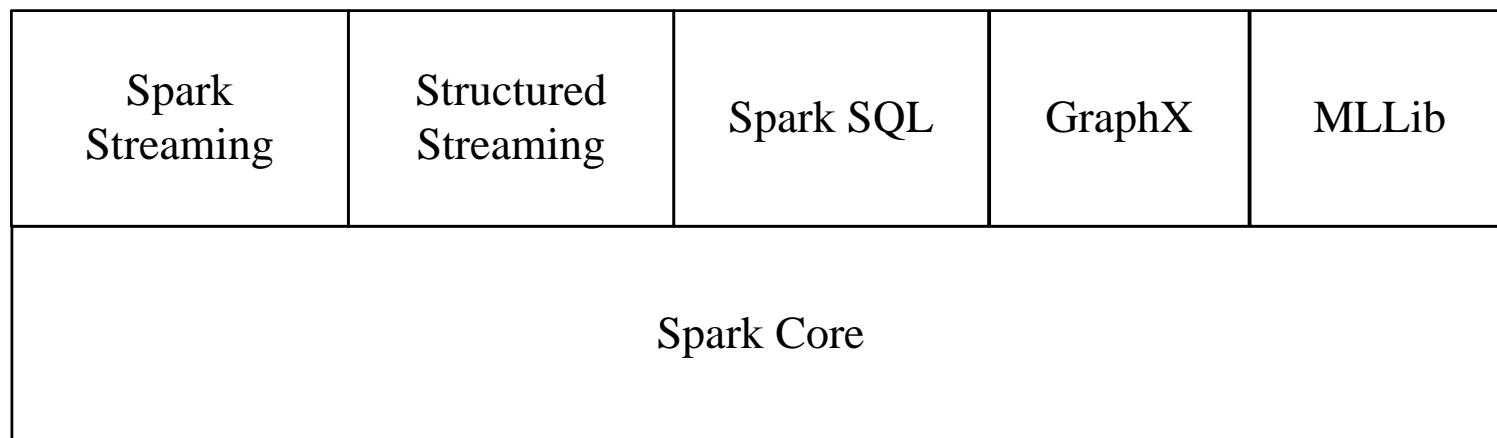 Spark
Streaming
Structured
Streaming
Spark SQL
GraphX
MLLib
Spark Core